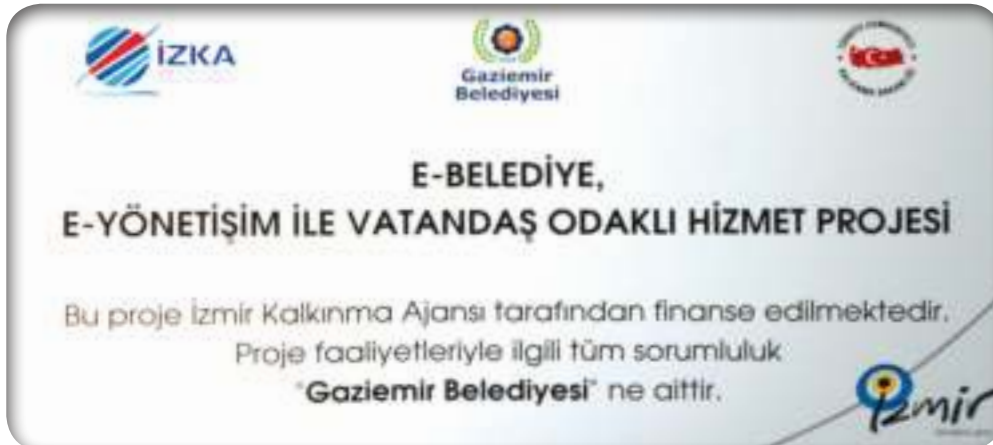 İZKA
Gaziemir
Belediyesi
E-BELEDİYE,
E-YÖNETİŞİM İLE VATANDAŞ ODAKLI HİZMET PROJESİ
Bu proje İzmir Kalkınma Ajansı tarafından finanse edilmektedir.
Proje faaliyetleriyle ilgili tüm sorumluluk
"Gaziemir Belediyesi" ne aittir.
izmir